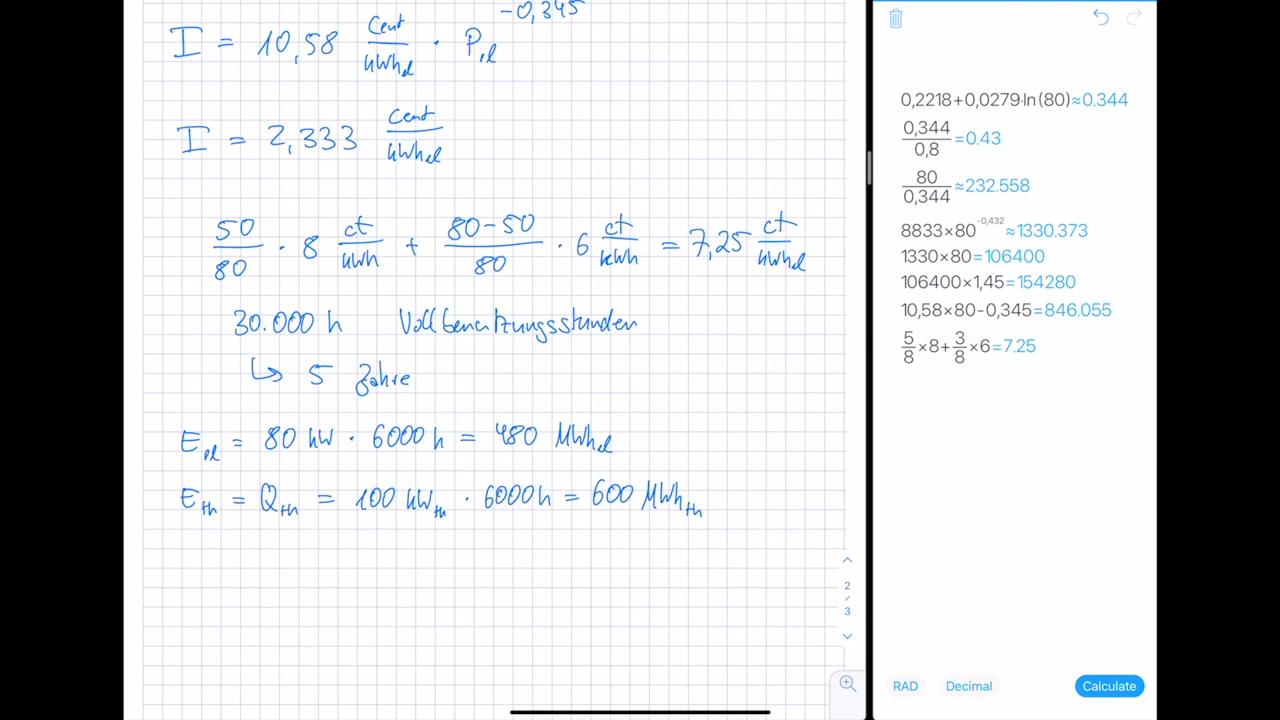 I = 10,58 Cent/kWhel · Pel^-0,345
I = 2,333 Cent/kWhel
50/80 · 8 ct/kWh + 80-50/80 · 6 ct/kWh = 7,25 ct/kWhel
30.000 h Vollbenutzungsstunden
↳ 5 Jahre
Eel = 80 kW · 6000 h = 480 MWhel
Eth = Qth = 100 kWth · 6000 h = 600 MWhth
2
/
3
0,2218+0,0279·ln(80)≈0.344
0,344/0,8=0.43
80/0,344≈232.558
8833×80^-0,432≈1330.373
1330×80=106400
106400×1,45=154280
10,58×80-0,345=846.055
5/8×8+3/8×6=7.25
RAD Decimal Calculate